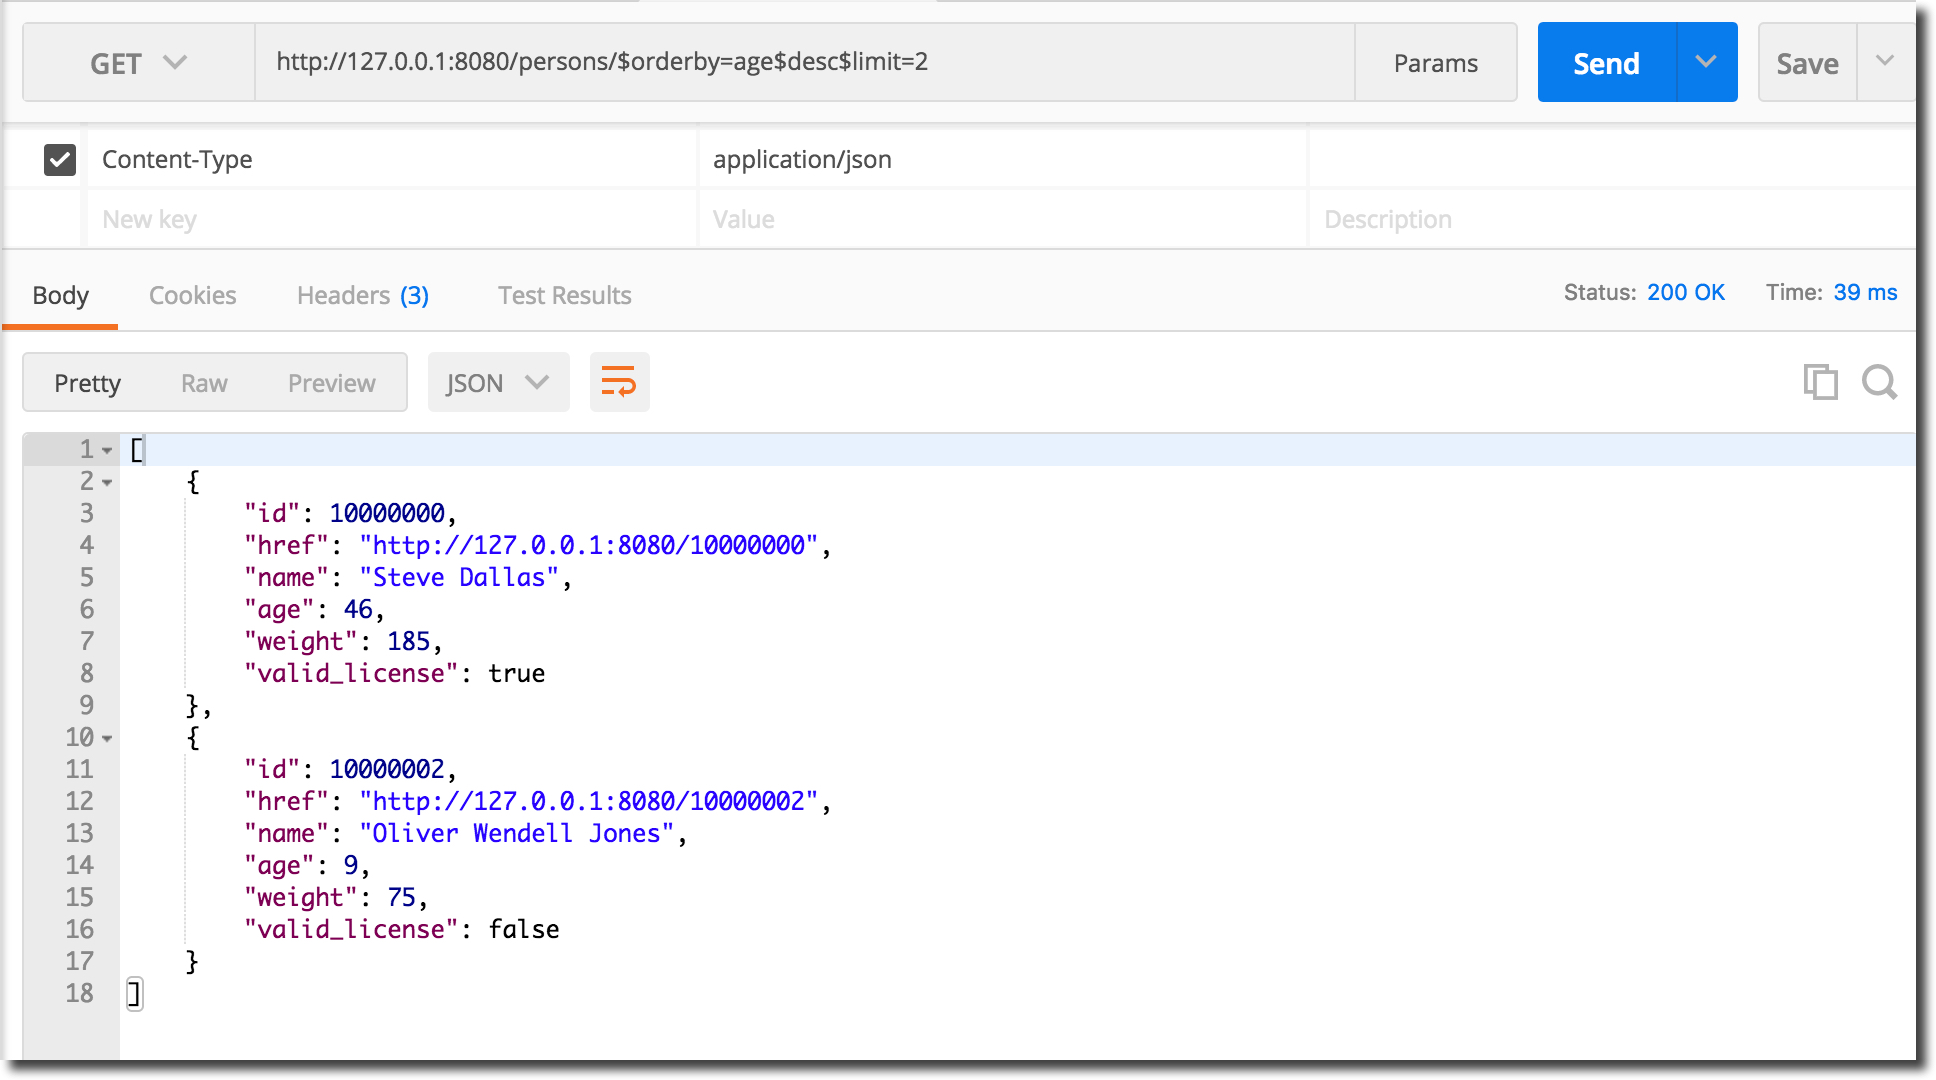 GET http://127.0.0.1:8080/persons/$orderby=age$desc$limit=2 Params Send Save
Content-Type application/json
New key Value Description
Body Cookies Headers (3) Test Results Status: 200 OK Time: 39 ms
Pretty Raw Preview JSON
1 [
2 {
3 "id": 10000000,
4 "href": "http://127.0.0.1:8080/10000000",
5 "name": "Steve Dallas",
6 "age": 46,
7 "weight": 185,
8 "valid_license": true
9 },
10 {
11 "id": 10000002,
12 "href": "http://127.0.0.1:8080/10000002",
13 "name": "Oliver Wendell Jones",
14 "age": 9,
15 "weight": 75,
16 "valid_license": false
17 }
18 ]